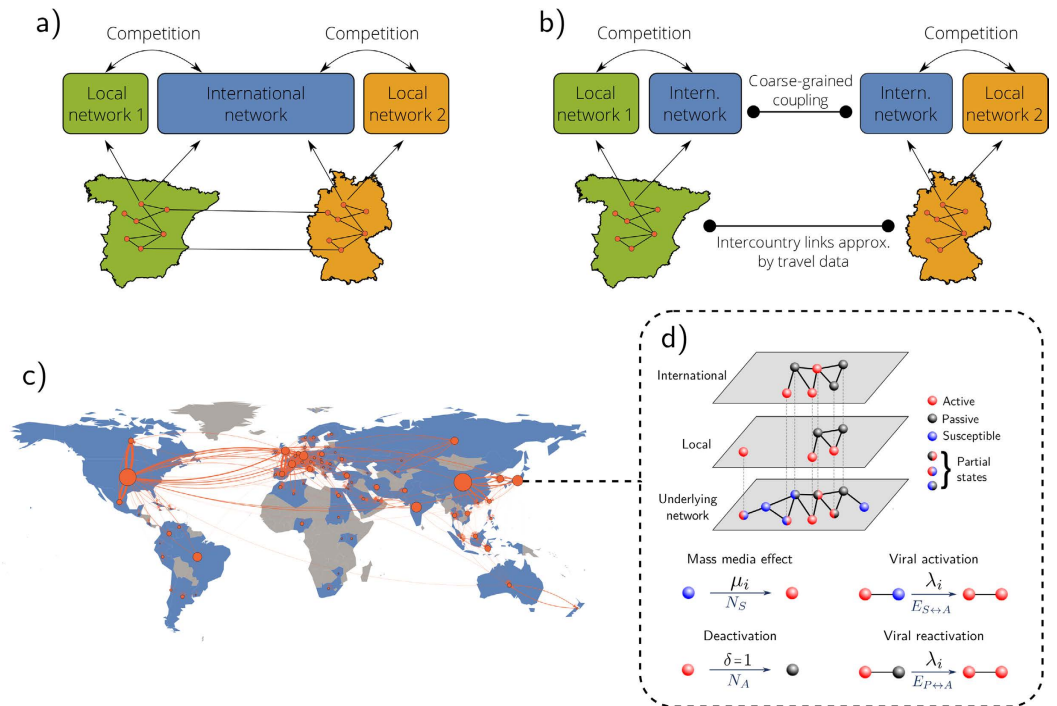 a)
Competition
Competition
Local
network 1
International
network
Local
network 2
b)
Competition
Competition
Local
network 1
Intern.
network
Coarse-grained
coupling
Intern.
network
Local
network 2
Intercountry links approx.
by travel data
c)
d)
International
Local
Underlying
network
Active
Passive
Susceptible
Partial
states
Mass media effect
μi
NS
Viral activation
λi
ES↔A
Deactivation
δ=1
NA
Viral reactivation
λi
EP↔A